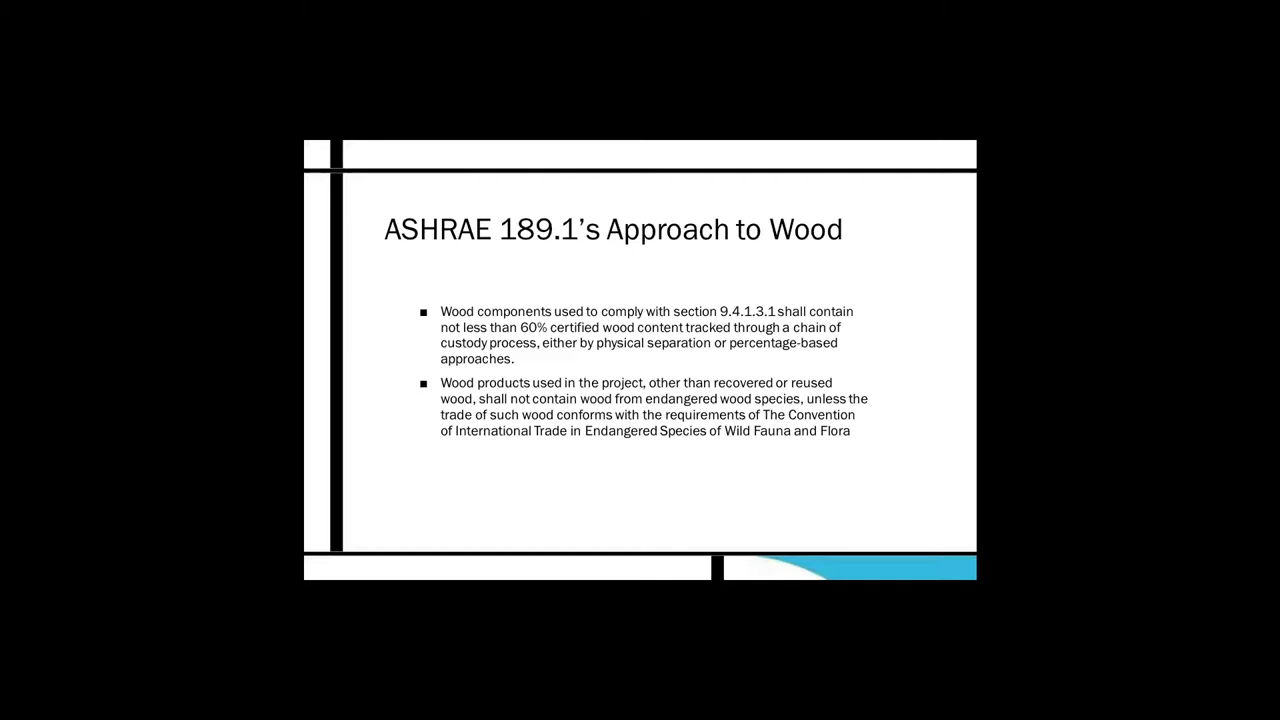 ASHRAE 189.1’s Approach to Wood
■ Wood components used to comply with section 9.4.1.3.1 shall contain
not less than 60% certified wood content tracked through a chain of
custody process, either by physical separation or percentage-based
approaches.
■ Wood products used in the project, other than recovered or reused
wood, shall not contain wood from endangered wood species, unless the
trade of such wood conforms with the requirements of The Convention
of International Trade in Endangered Species of Wild Fauna and Flora